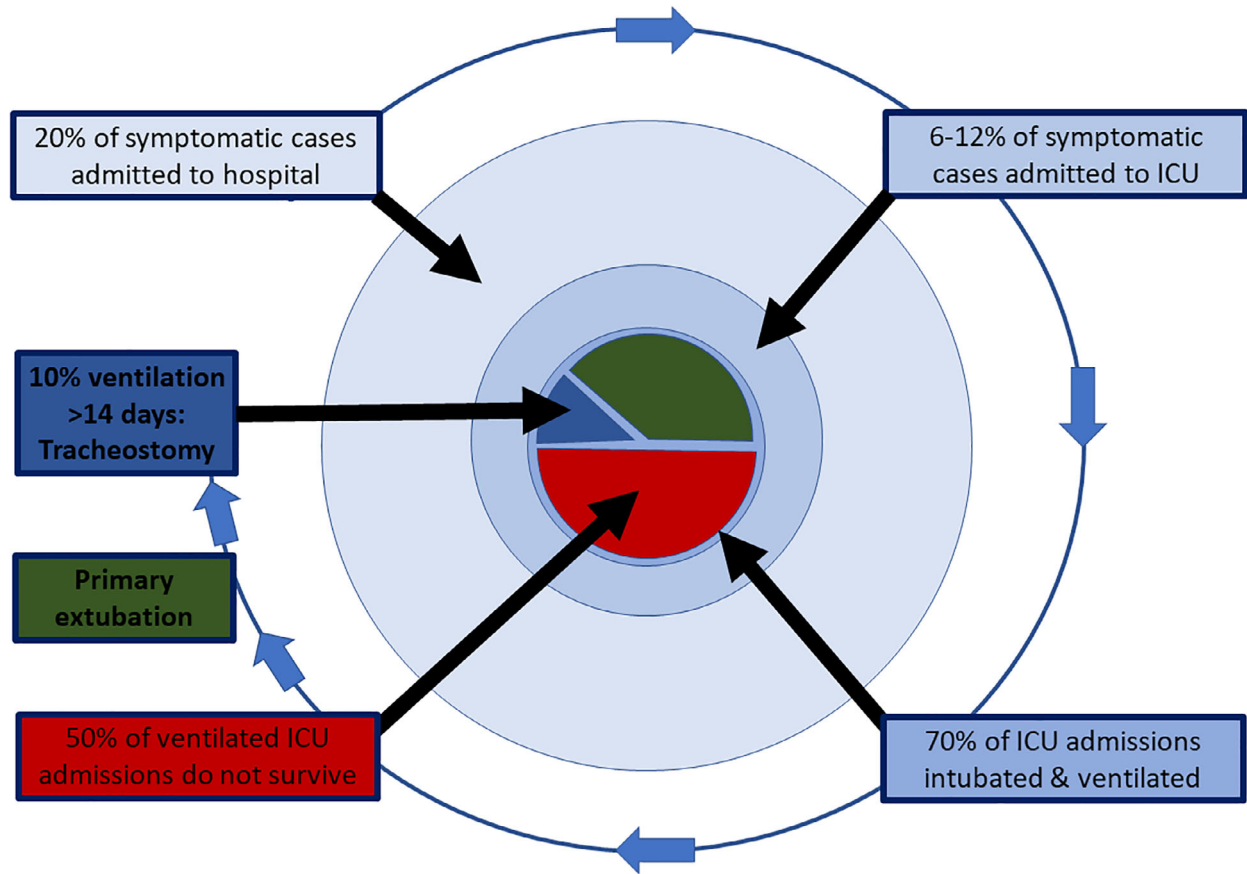 20% of symptomatic cases
admitted to hospital
6-12% of symptomatic
cases admitted to ICU
10% ventilation
>14 days:
Tracheostomy
Primary
extubation
50% of ventilated ICU
admissions do not survive
70% of ICU admissions
intubated & ventilated